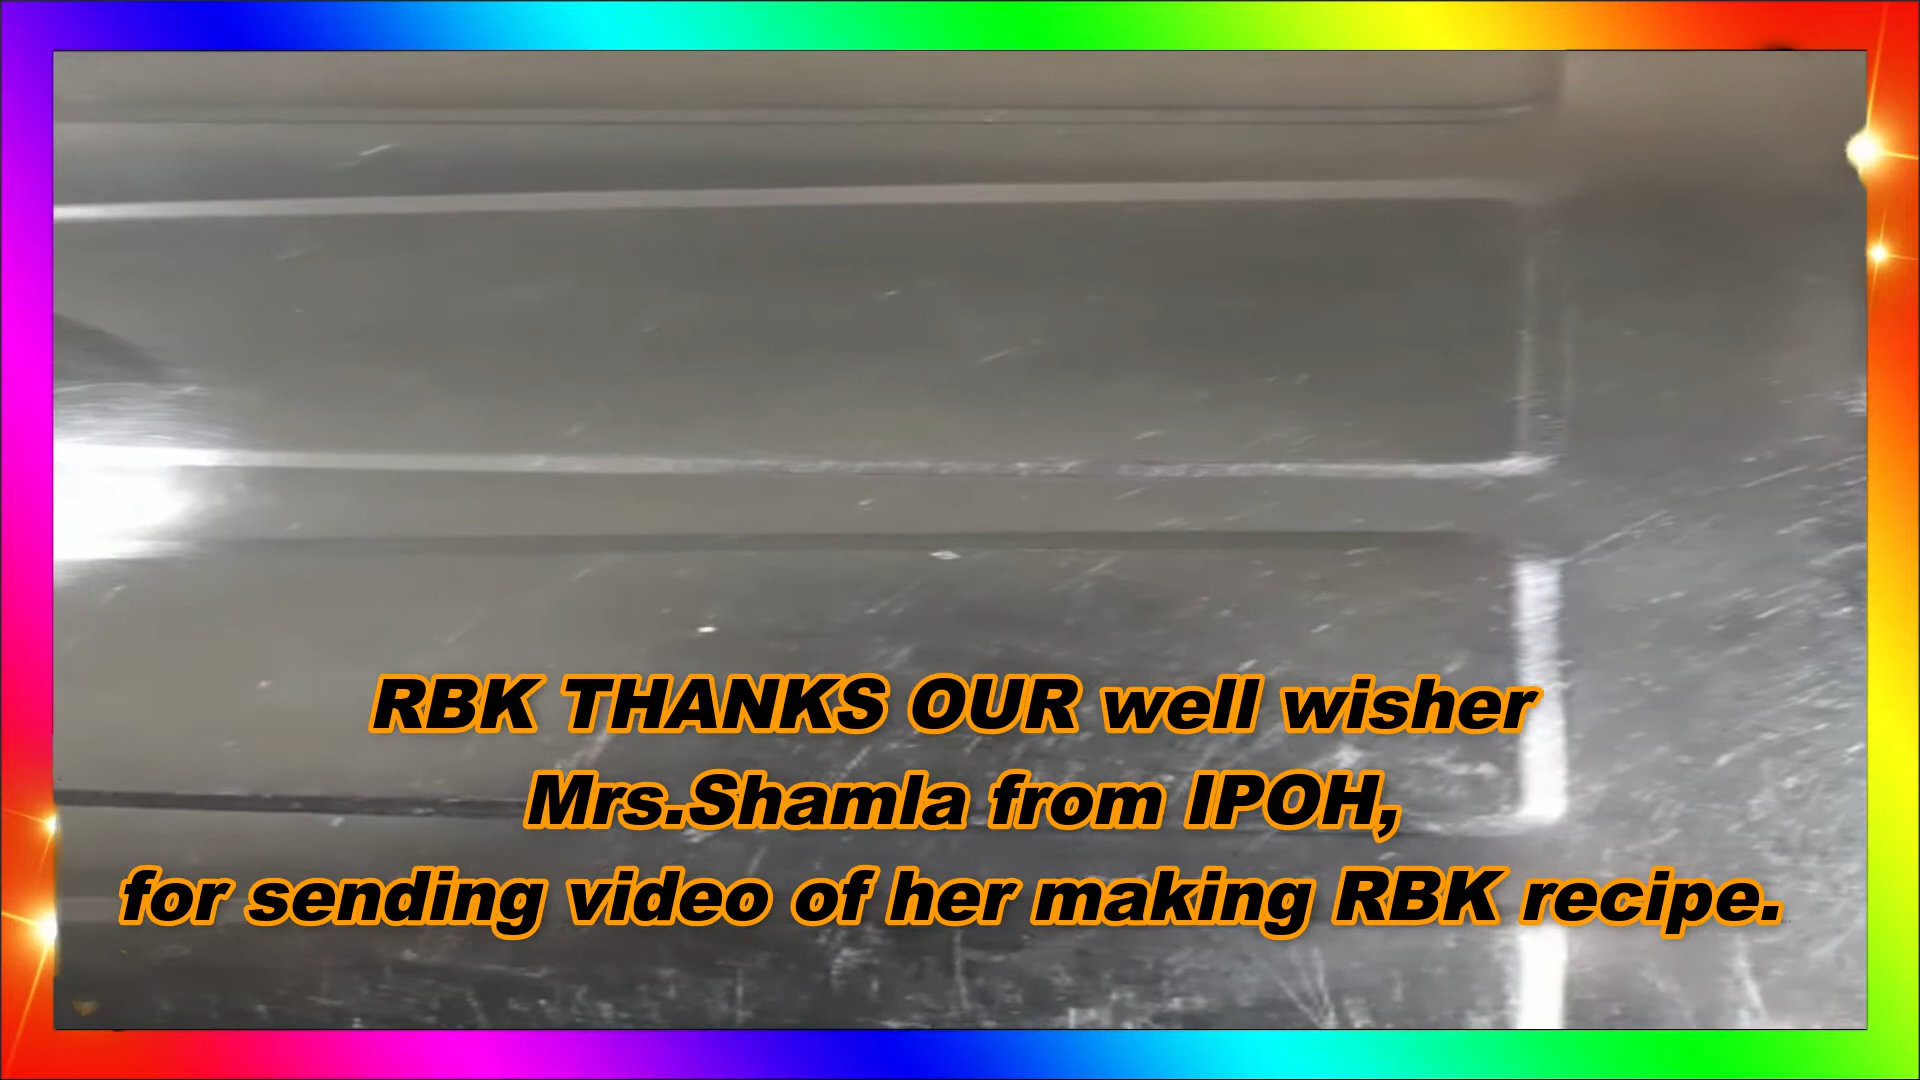 RBK THANKS OUR well wisher
Mrs.Shamla from IPOH,
for sending video of her making RBK recipe.